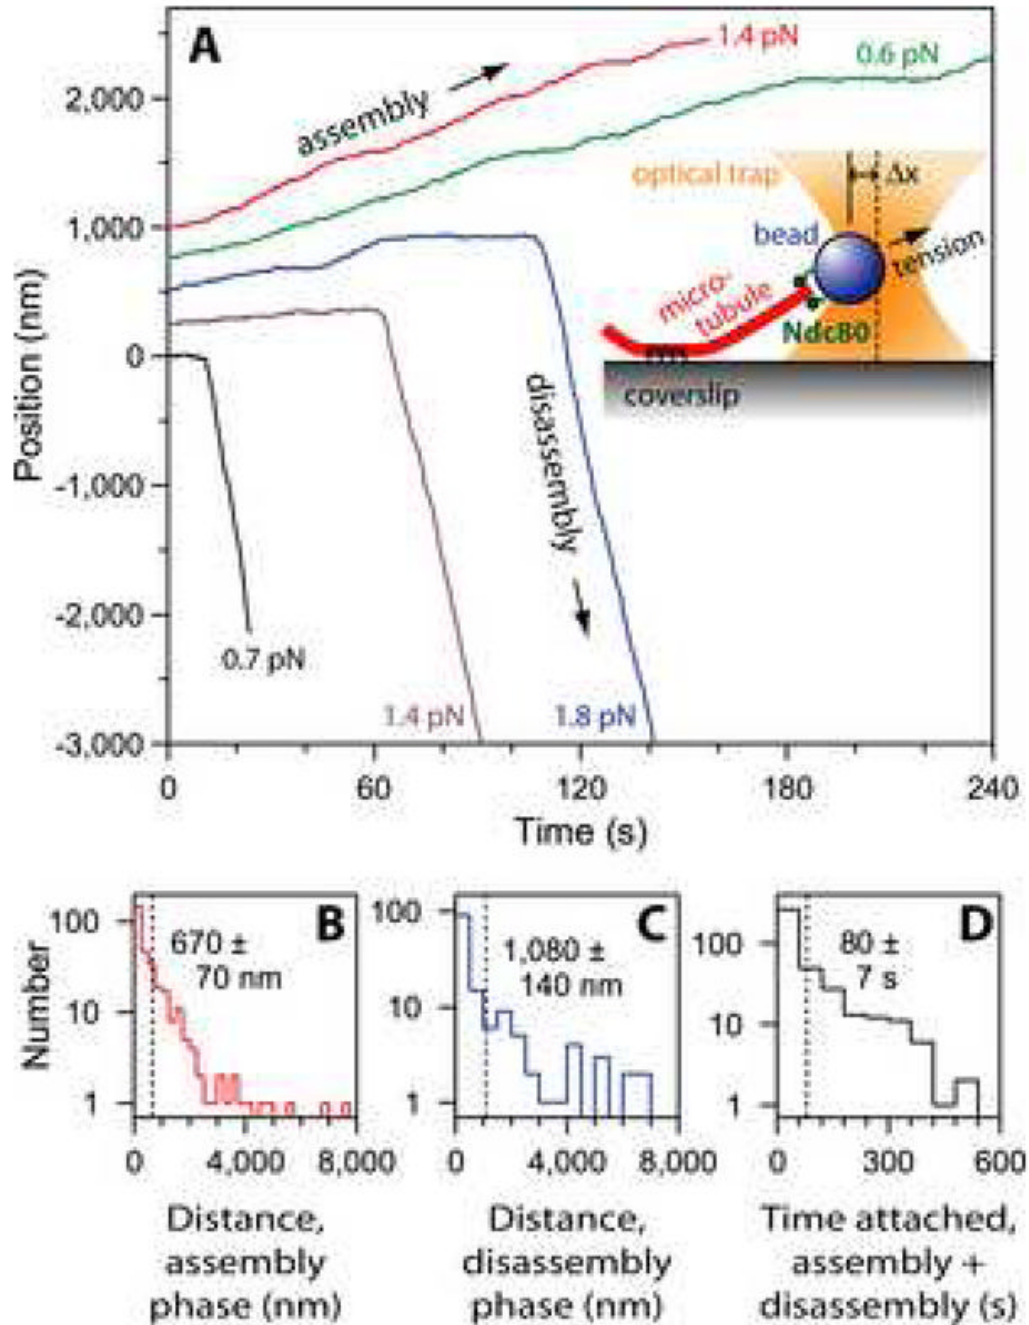 A
1.4 pN
0.6 pN
assembly
2,000
1,000
0
-1,000
-2,000
-3,000
Position (nm)
optical trap
Δx
bead
tension
micro-
tubule
Ndc80
coverslip
disassembly
0.7 pN
1.4 pN
1.8 pN
0 60 120 180 240
Time (s)
B
670 ±
70 nm
100
10
1
Number
0 4,000 8,000
Distance,
assembly
phase (nm)
C
1,080 ±
140 nm
100
10
1
0 4,000 8,000
Distance,
disassembly
phase (nm)
D
80 ±
7 s
100
10
1
0 300 600
Time attached,
assembly +
disassembly (s)